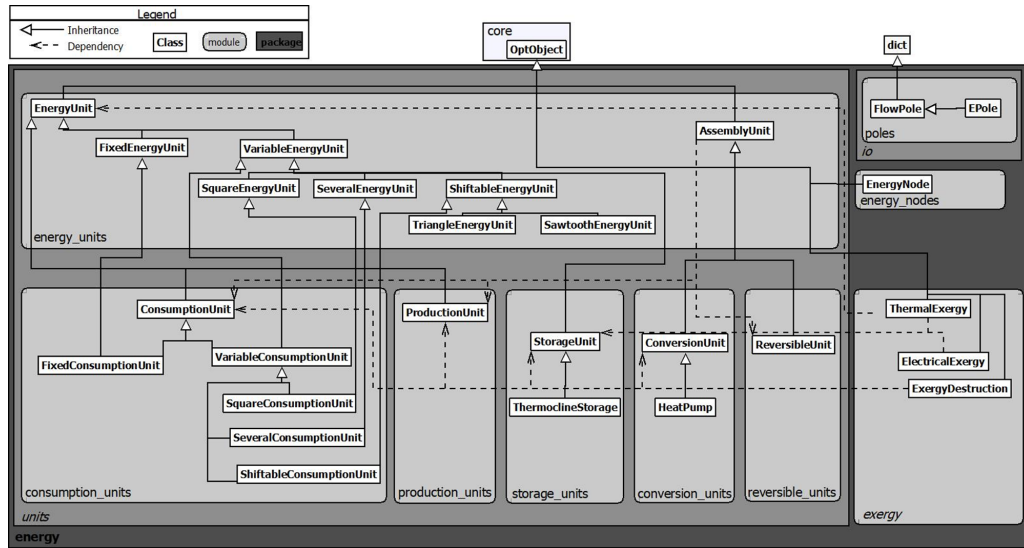 Legend
Inheritance
Dependency
Class
module
package
core
OptObject
dict
EnergyUnit
FixedEnergyUnit
VariableEnergyUnit
AssemblyUnit
FlowPole
EPole
poles
io
SquareEnergyUnit
SeveralEnergyUnit
ShiftableEnergyUnit
EnergyNode
energy_nodes
TriangleEnergyUnit
SawtoothEnergyUnit
energy_units
ConsumptionUnit
ProductionUnit
ThermalExergy
StorageUnit
ConversionUnit
ReversibleUnit
FixedConsumptionUnit
VariableConsumptionUnit
ElectricalExergy
ExergyDestruction
SquareConsumptionUnit
ThermoclineStorage
HeatPump
SeveralConsumptionUnit
ShiftableConsumptionUnit
consumption_units
production_units
storage_units
conversion_units
reversible_units
units
exergy
energy